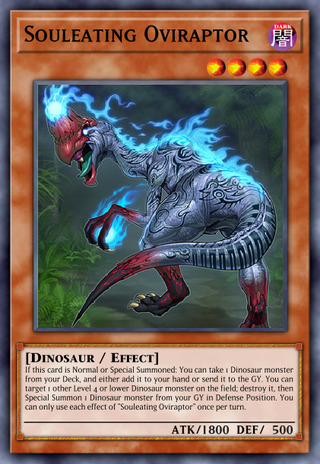 Souleating Oviraptor
DARK
闇
[Dinosaur / Effect]
If this card is Normal or Special Summoned: You can take 1 Dinosaur monster
from your Deck, and either add it to your hand or send it to the GY. You can
target 1 other Level 4 or lower Dinosaur monster on the field; destroy it, then
Special Summon 1 Dinosaur monster from your GY in Defense Position. You can
only use each effect of "Souleating Oviraptor" once per turn.
ATK/1800 DEF/ 500